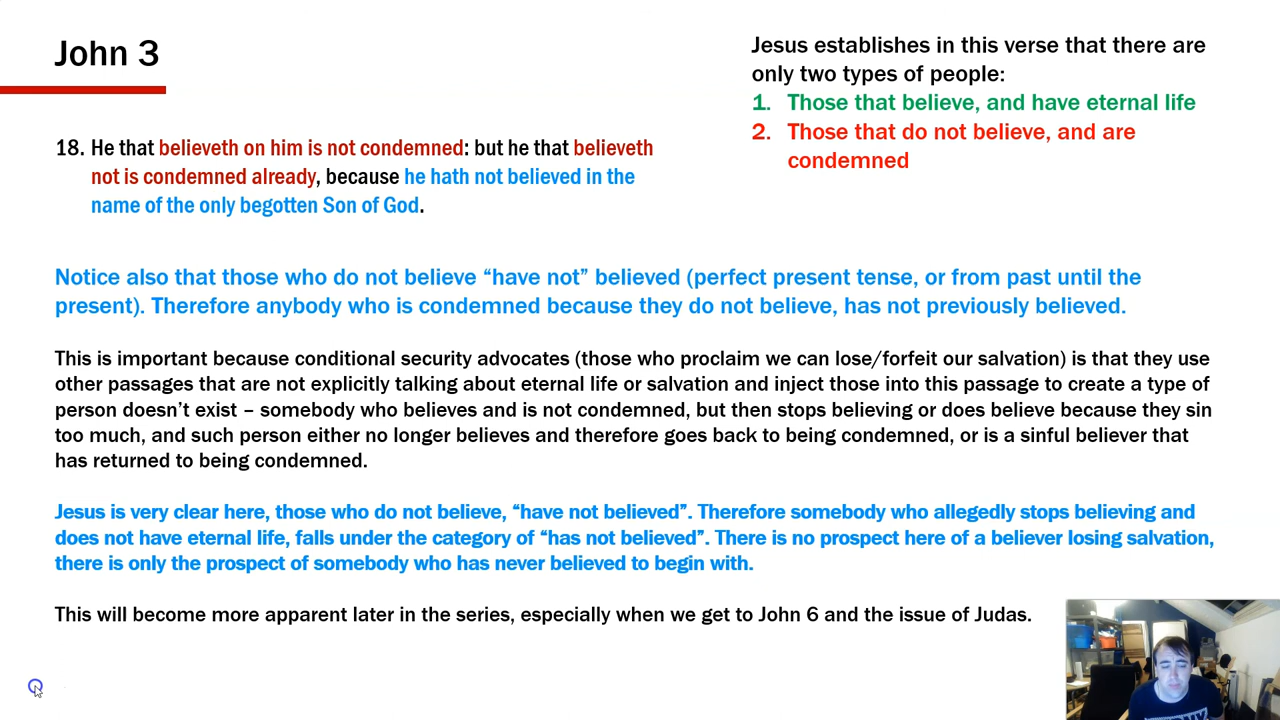 John 3
Jesus establishes in this verse that there are
only two types of people:
1. Those that believe, and have eternal life
2. Those that do not believe, and are
condemned
18. He that believeth on him is not condemned: but he that believeth
not is condemned already, because he hath not believed in the
name of the only begotten Son of God.
Notice also that those who do not believe “have not” believed (perfect present tense, or from past until the
present). Therefore anybody who is condemned because they do not believe, has not previously believed.
This is important because conditional security advocates (those who proclaim we can lose/forfeit our salvation) is that they use
other passages that are not explicitly talking about eternal life or salvation and inject those into this passage to create a type of
person doesn’t exist – somebody who believes and is not condemned, but then stops believing or does believe because they sin
too much, and such person either no longer believes and therefore goes back to being condemned, or is a sinful believer that
has returned to being condemned.
Jesus is very clear here, those who do not believe, “have not believed”. Therefore somebody who allegedly stops believing and
does not have eternal life, falls under the category of “has not believed”. There is no prospect here of a believer losing salvation,
there is only the prospect of somebody who has never believed to begin with.
This will become more apparent later in the series, especially when we get to John 6 and the issue of Judas.